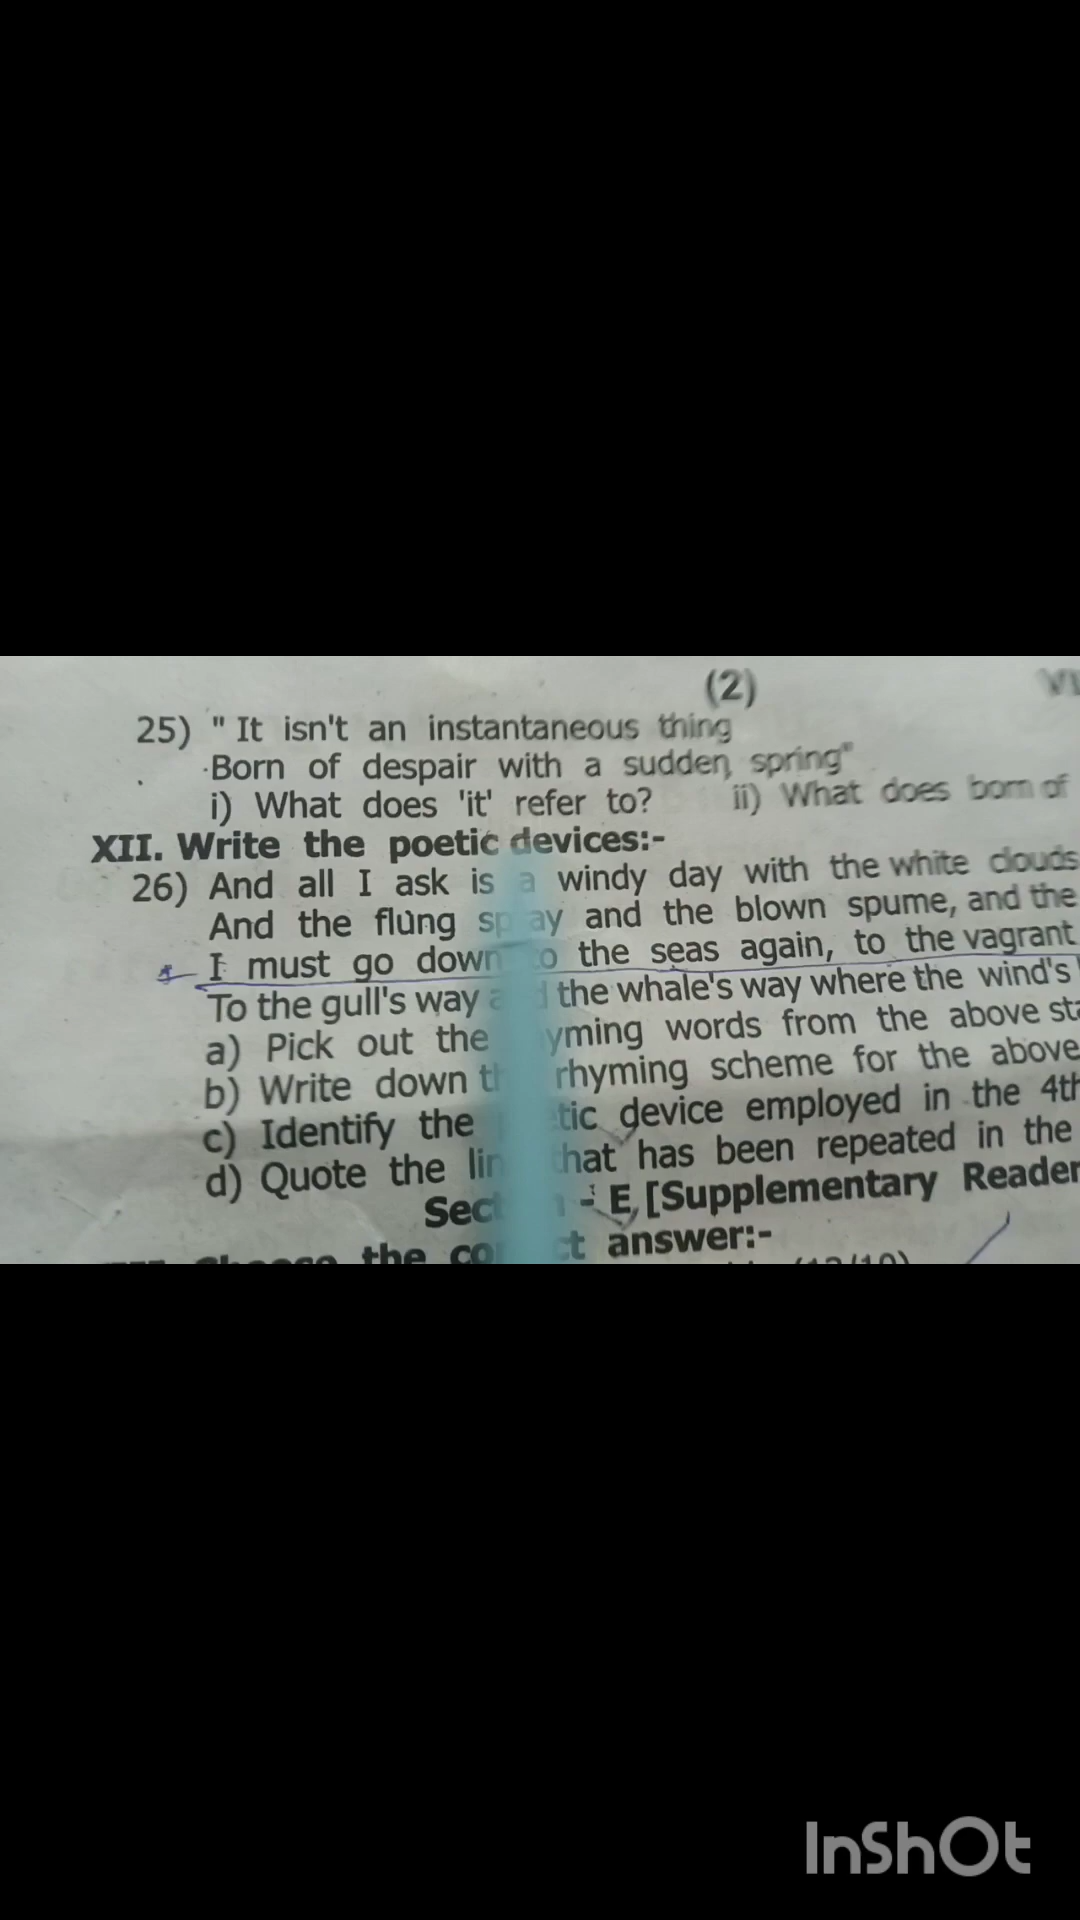 (2)
25) " It isn't an instantaneous thing
Born of despair with a sudden spring"
i) What does 'it' refer to? ii) What does born of
XII. Write the poetic devices:-
26) And all I ask is a windy day with the white clouds
And the flung spay and the blown spume, and the
I must go down to the seas again, to the vagrant
To the gull's way the whale's way where the wind's
a) Pick out the yming words from the above
b) Write down rhyming scheme for the above
c) Identify the tic device employed in the 4th
d) Quote the that has been repeated in the
- E [Supplementary Reader
the answer:-
InShOt